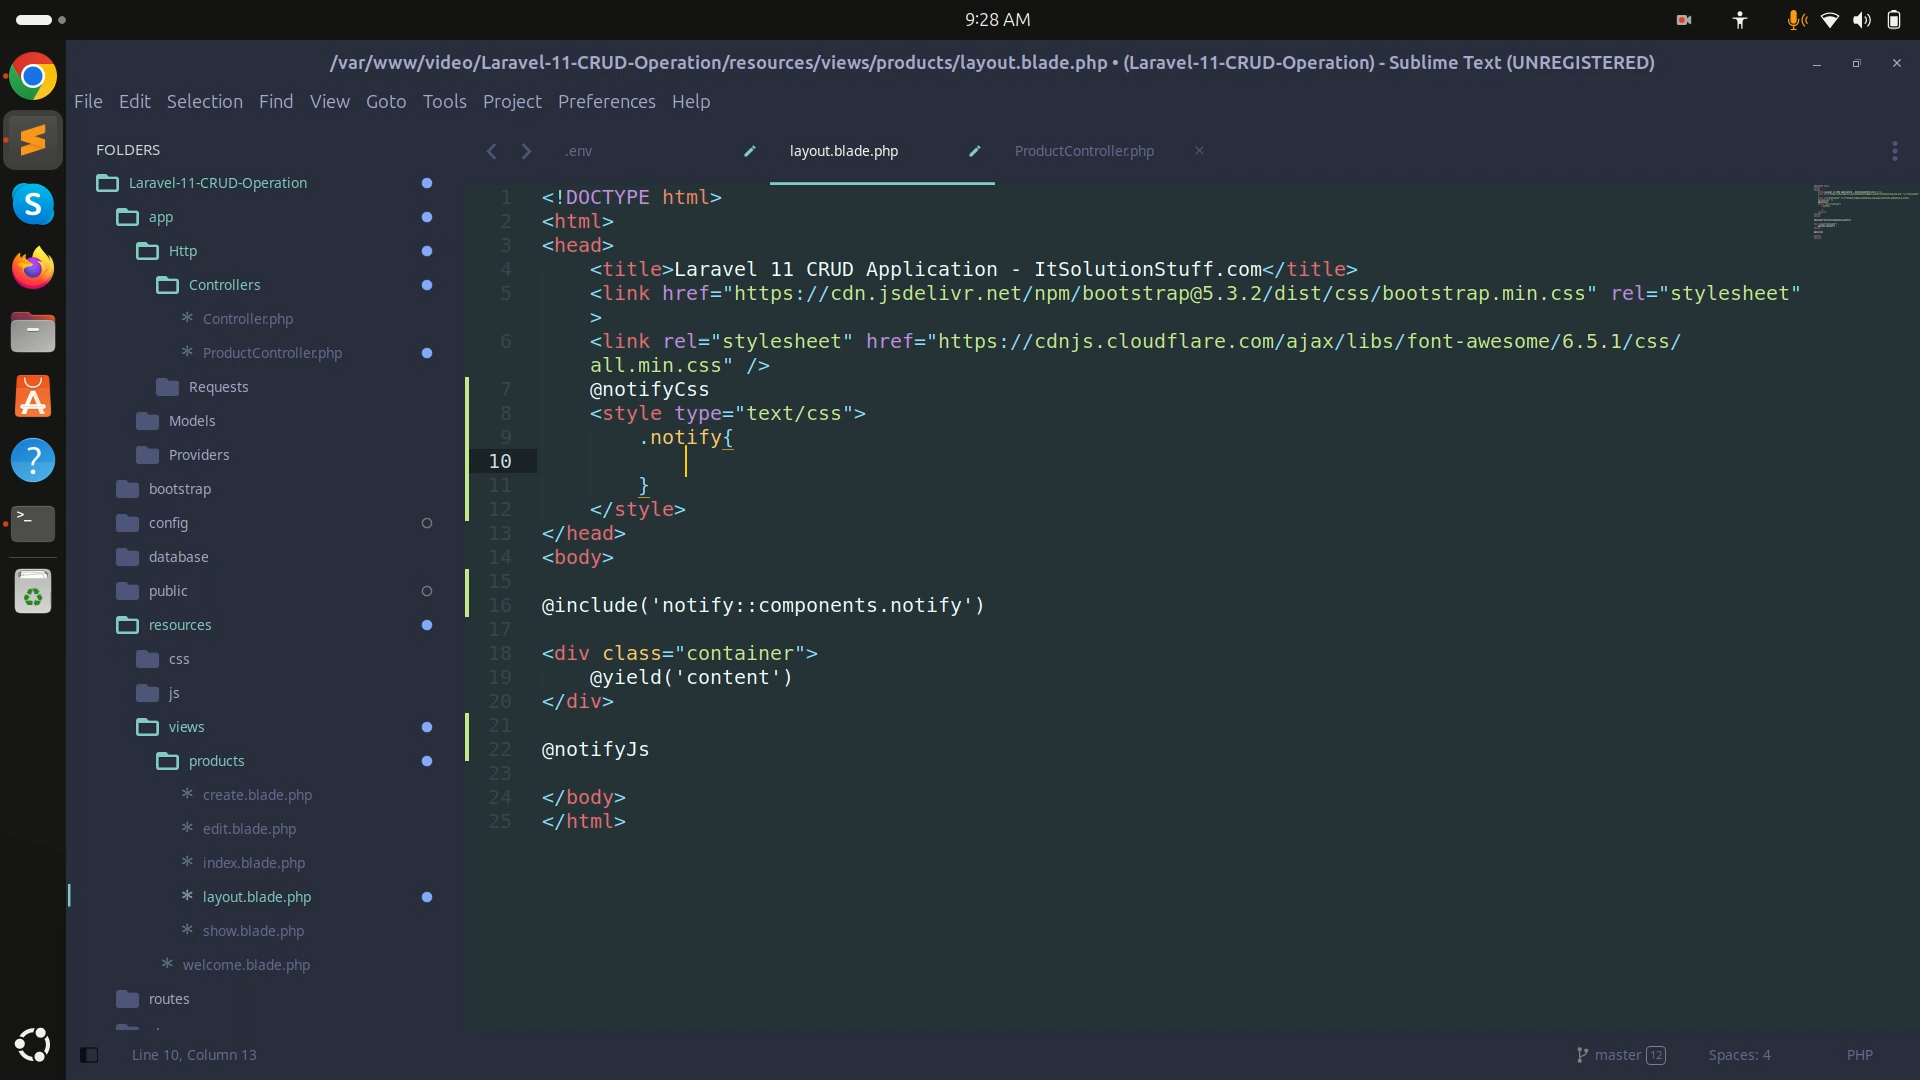 9:28 AM
/var/www/video/Laravel-11-CRUD-Operation/resources/views/products/layout.blade.php • (Laravel-11-CRUD-Operation) - Sublime Text (UNREGISTERED)
File Edit Selection Find View Goto Tools Project Preferences Help
FOLDERS
Laravel-11-CRUD-Operation
app
Http
Controllers
Controller.php
ProductController.php
Requests
Models
Providers
bootstrap
config
database
public
resources
css
js
views
products
create.blade.php
edit.blade.php
index.blade.php
layout.blade.php
show.blade.php
welcome.blade.php
routes
.env layout.blade.php ProductController.php
1 <!DOCTYPE html>
2 <html>
3 <head>
4 <title>Laravel 11 CRUD Application - ItSolutionStuff.com</title>
5 <link href="https://cdn.jsdelivr.net/npm/bootstrap@5.3.2/dist/css/bootstrap.min.css" rel="stylesheet"
>
6 <link rel="stylesheet" href="https://cdnjs.cloudflare.com/ajax/libs/font-awesome/6.5.1/css/
all.min.css" />
7 @notifyCss
8 <style type="text/css">
9 .notify{
10
11 }
12 </style>
13 </head>
14 <body>
15
16 @include('notify::components.notify')
17
18 <div class="container">
19 @yield('content')
20 </div>
21
22 @notifyJs
23
24 </body>
25 </html>
Line 10, Column 13
master 12
Spaces: 4
PHP